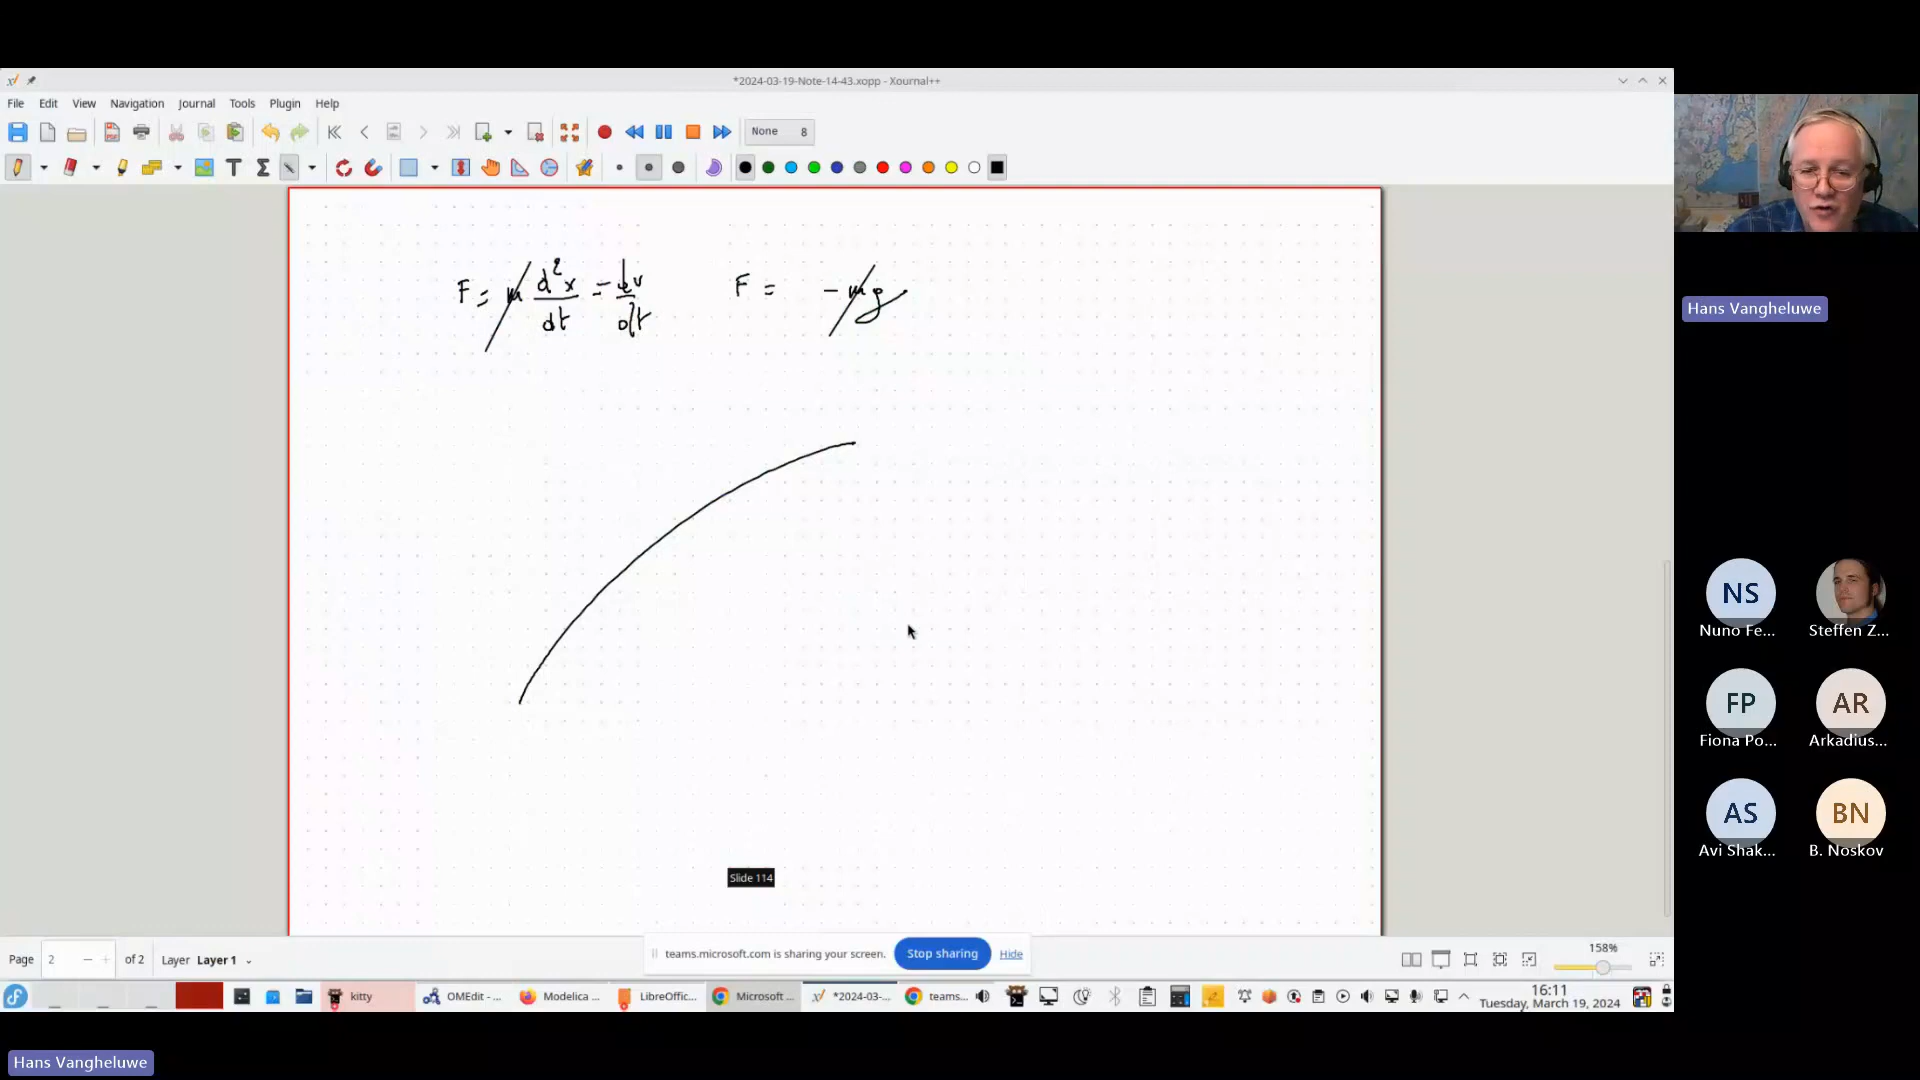 *2024-03-19-Note-14-43.xopp - Xournal++
File Edit View Navigation Journal Tools Plugin Help
None 8
F = m d²x/dt = dv/dt F = - mg
Slide 114
teams.microsoft.com is sharing your screen. Stop sharing Hide
Page 2 of 2 Layer Layer 1
158%
kitty OMEdit - ... Modelica ... LibreOffic... Microsoft ... *2024-03-... teams...
16:11
Tuesday, March 19, 2024
Hans Vangheluwe
NS
Nuno Fe... Steffen Z...
FP AR
Fiona Po... Arkadius...
AS BN
Avi Shak... B. Noskov
Hans Vangheluwe